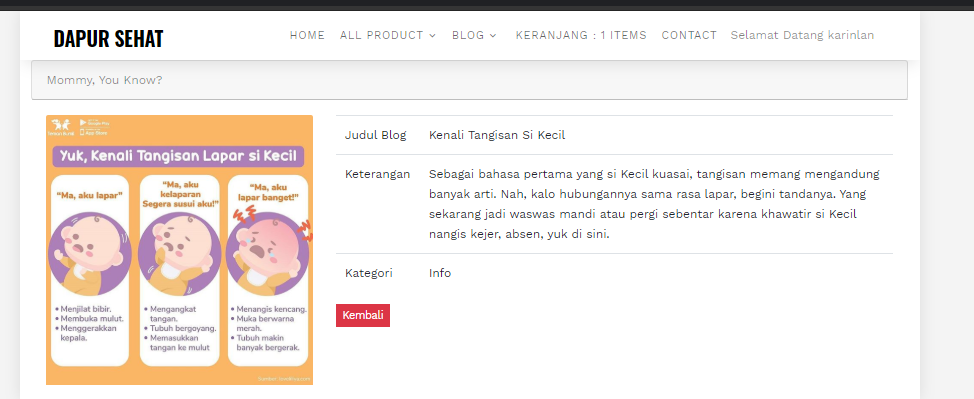 DAPUR SEHAT
HOME ALL PRODUCT BLOG KERANJANG : 1 ITEMS CONTACT Selamat Datang karinlan
Mommy, You Know?
Yuk, Kenali Tangisan Lapar si Kecil
"Ma, aku lapar"
• Menjilat bibir.
• Membuka mulut.
• Menggerakkan
kepala.
"Ma, aku
kelaparan
Segera susui aku!"
• Mengangkat
tangan.
• Tubuh bergoyang.
• Memasukkan
tangan ke mulut
"Ma, aku
lapar banget!"
• Menangis kencang.
• Muka berwarna
merah.
• Tubuh makin
banyak bergerak.
Judul Blog Kenali Tangisan Si Kecil
Keterangan Sebagai bahasa pertama yang si Kecil kuasai, tangisan memang mengandung
banyak arti. Nah, kalo hubungannya sama rasa lapar, begini tandanya. Yang
sekarang jadi waswas mandi atau pergi sebentar karena khawatir si Kecil
nangis kejer, absen, yuk di sini.
Kategori Info
Kembali